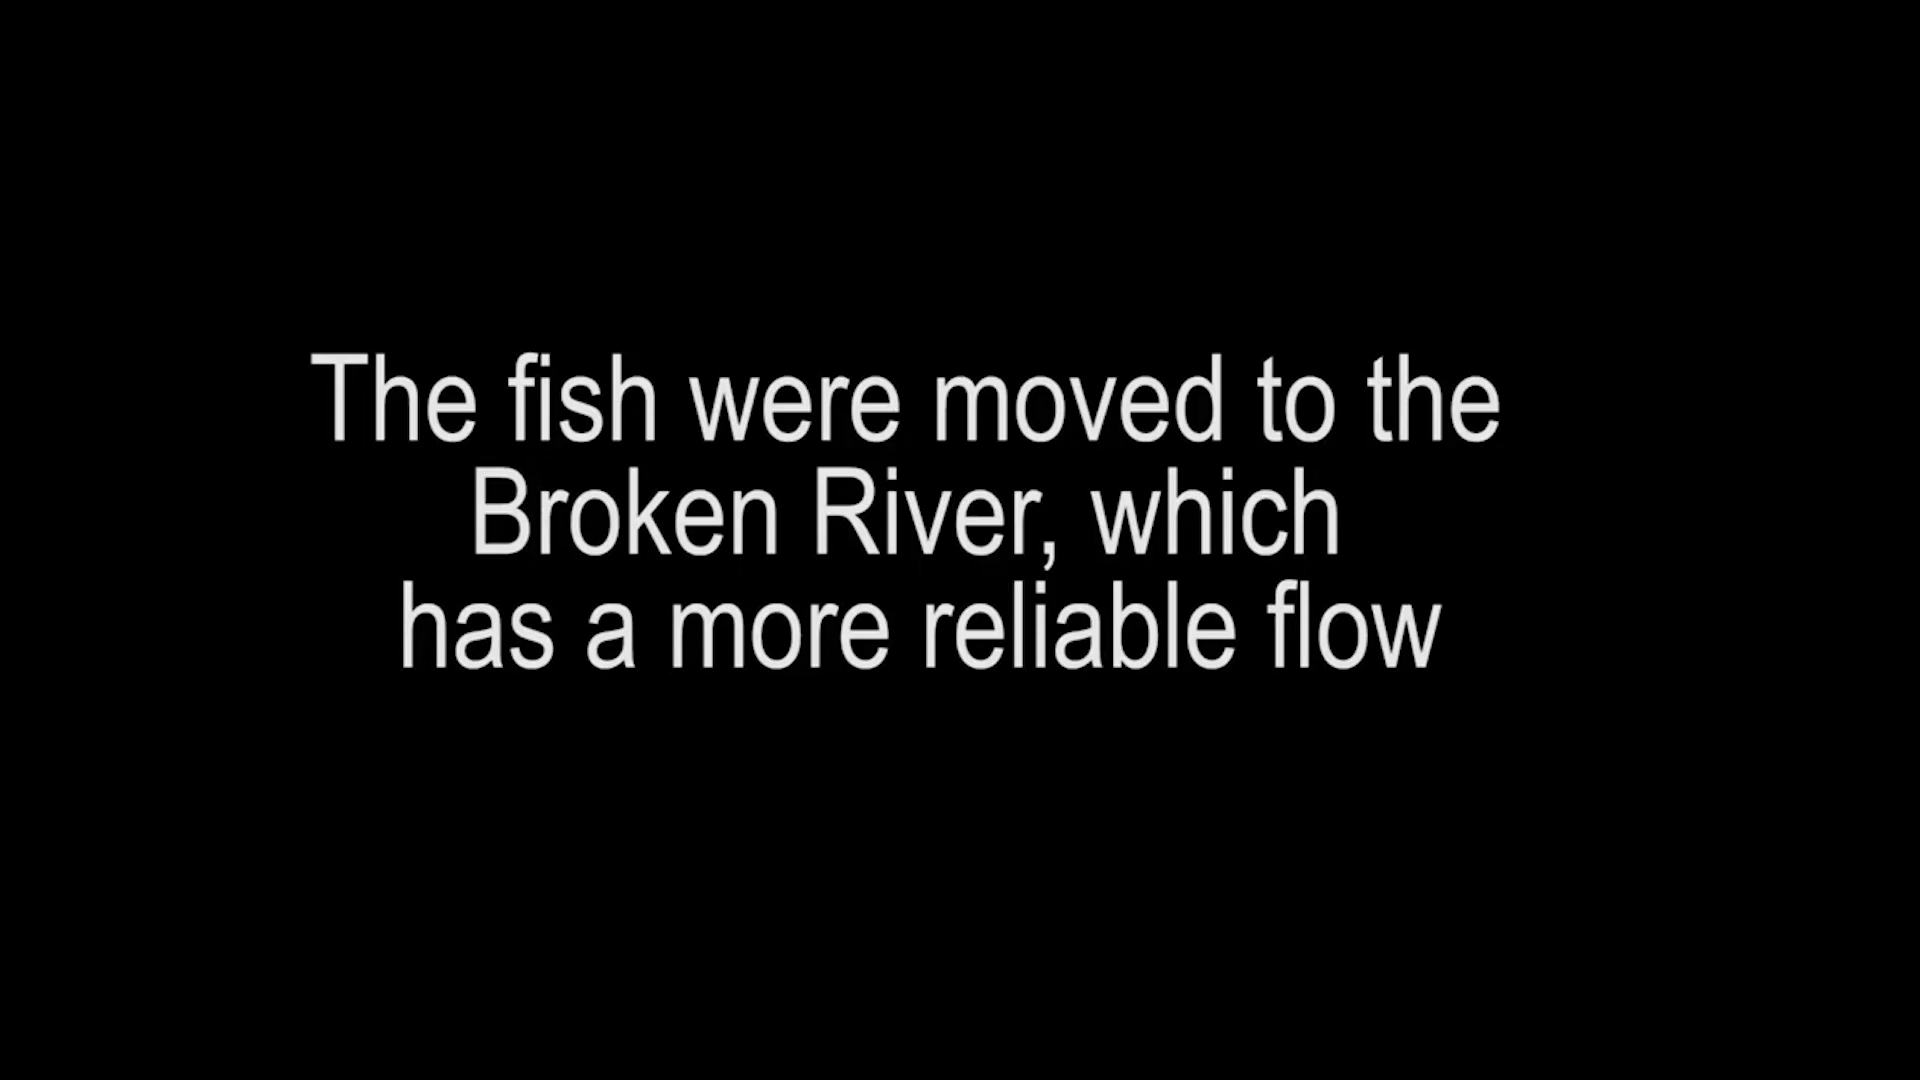 The fish were moved to the
Broken River, which
has a more reliable flow